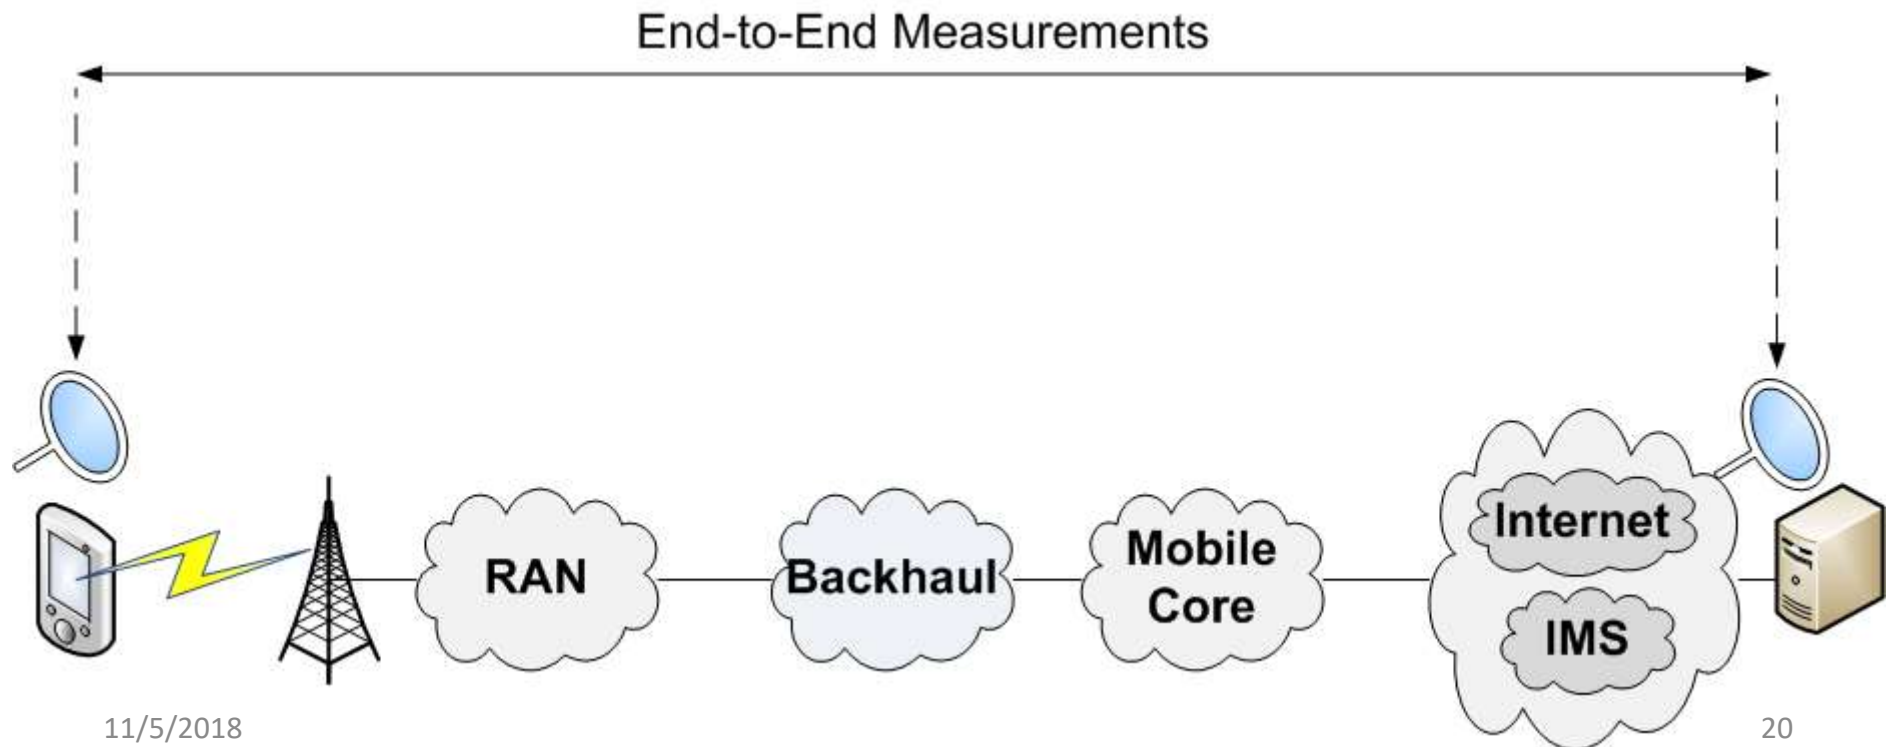 End-to-End Measurements
RAN
Backhaul
Mobile
Core
Internet
IMS
11/5/2018
20